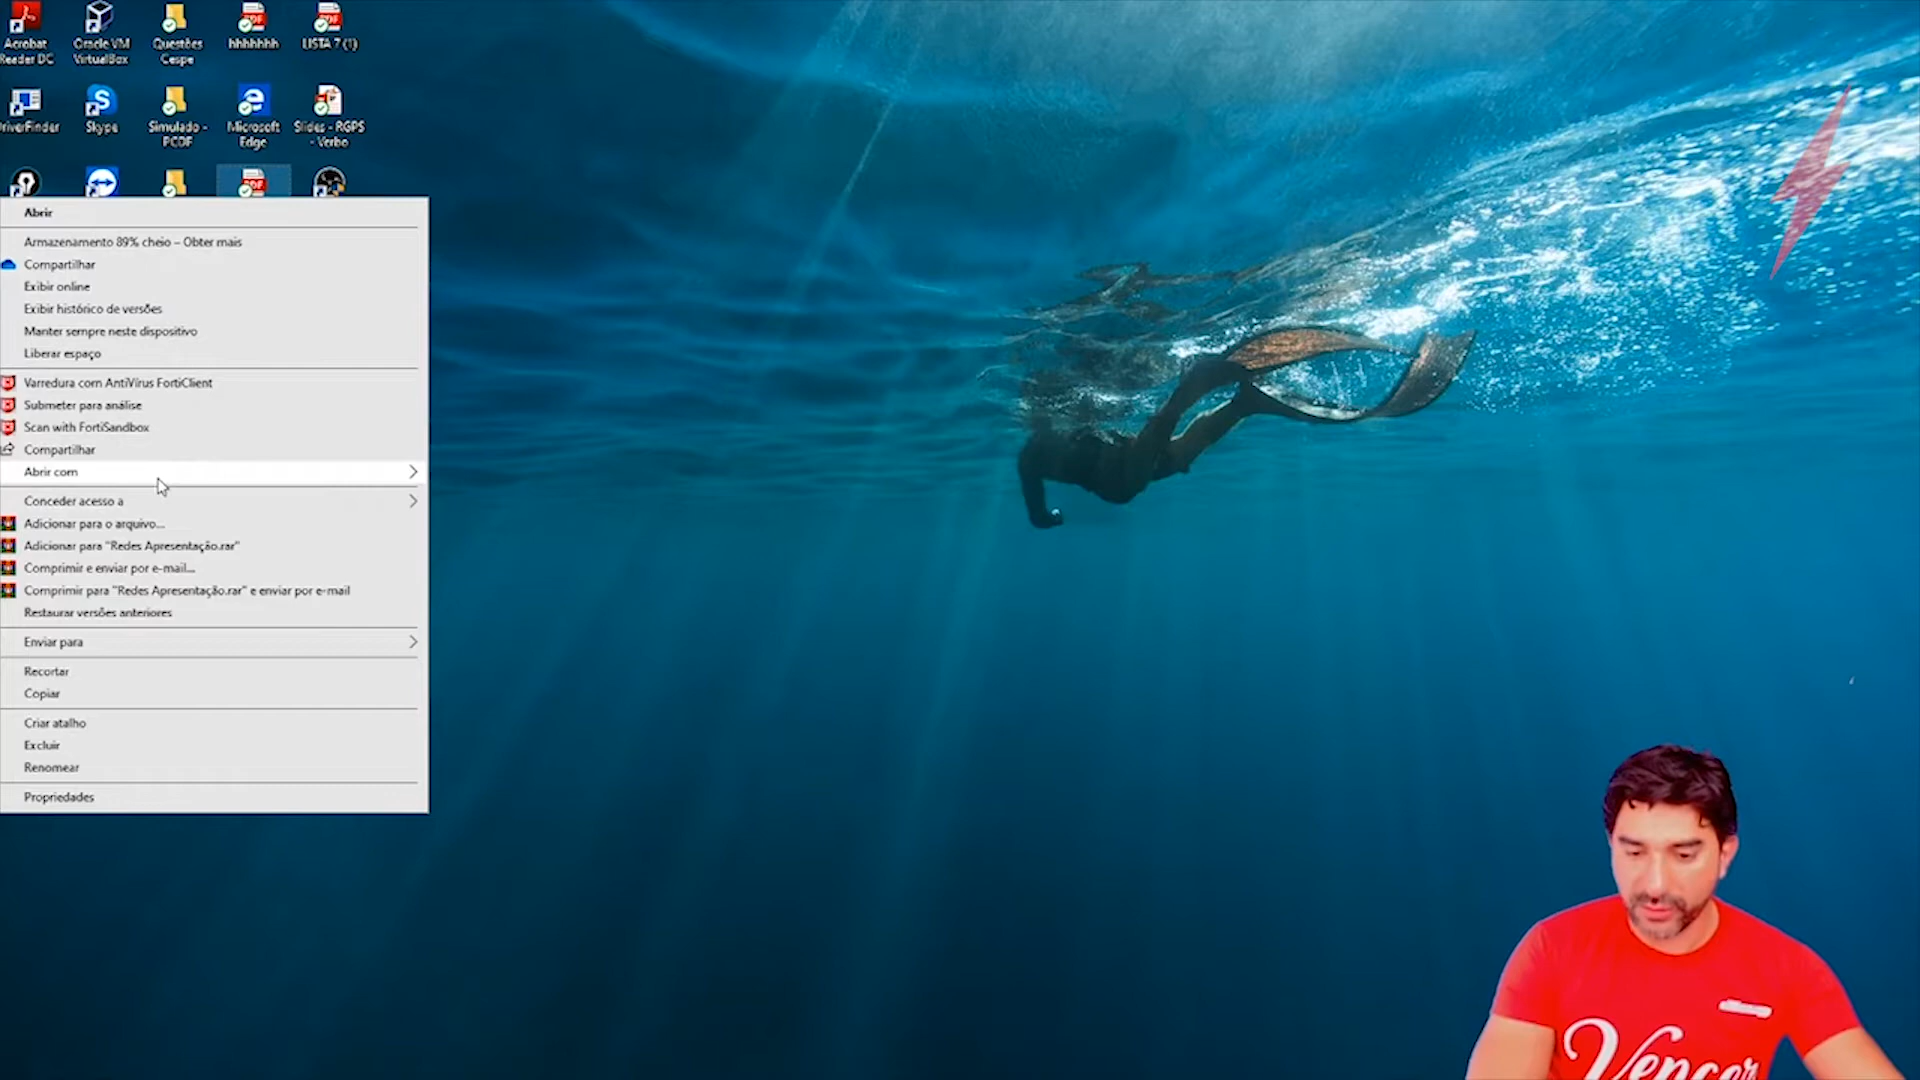 Acrobat
Reader DC
Oracle VM
VirtualBox
Questões
Cespe
hhhhhhh
LISTA 7 (1)
DriverFinder
Skype
Simulado -
PCDF
Microsoft
Edge
Slides - RGPS
- Verbo
Abrir
Armazenamento 89% cheio – Obter mais
Compartilhar
Exibir online
Exibir histórico de versões
Manter sempre neste dispositivo
Liberar espaço
Varredura com AntiVírus FortiClient
Submeter para análise
Scan with FortiSandbox
Compartilhar
Abrir com
Conceder acesso a
Adicionar para o arquivo...
Adicionar para "Redes Apresentação.rar"
Comprimir e enviar por e-mail...
Comprimir para "Redes Apresentação.rar" e enviar por e-mail
Restaurar versões anteriores
Enviar para
Recortar
Copiar
Criar atalho
Excluir
Renomear
Propriedades
Vencer